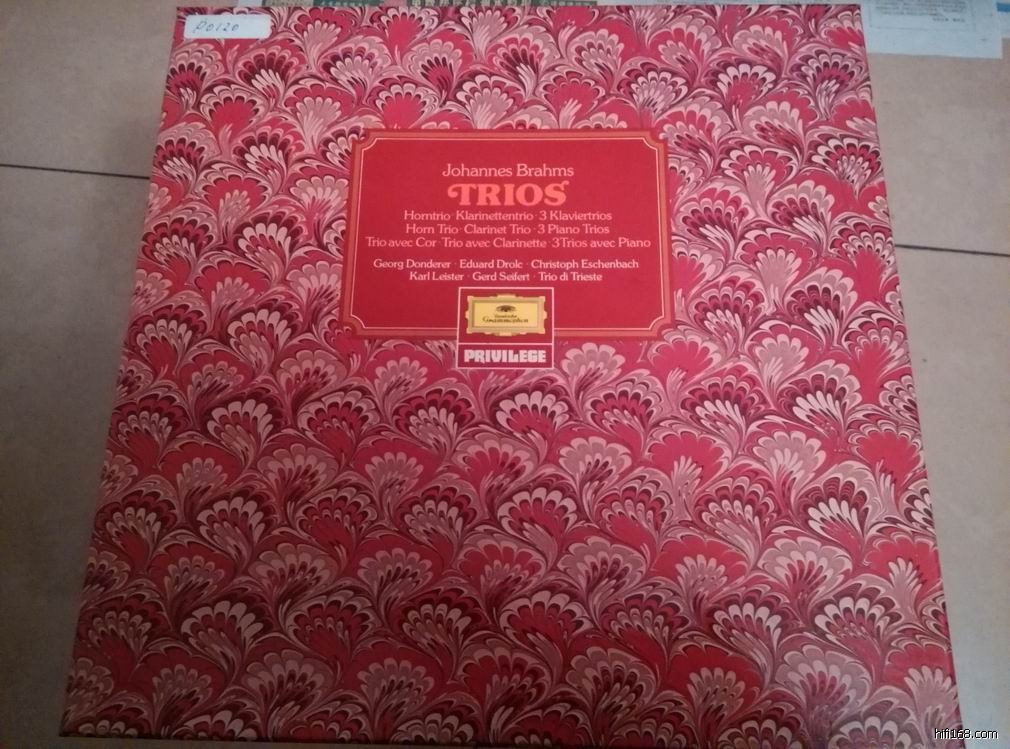 P0120
Johannes Brahms
TRIOS
Horntrio · Klarinettentrio · 3 Klaviertrios
Horn Trio · Clarinet Trio · 3 Piano Trios
Trio avec Cor · Trio avec Clarinette · 3 Trios avec Piano
Georg Donderer · Eduard Drolc · Christoph Eschenbach
Karl Leister · Gerd Seifert · Trio di Trieste
Deutsche
Grammophon
PRIVILEGE
hifi168.com